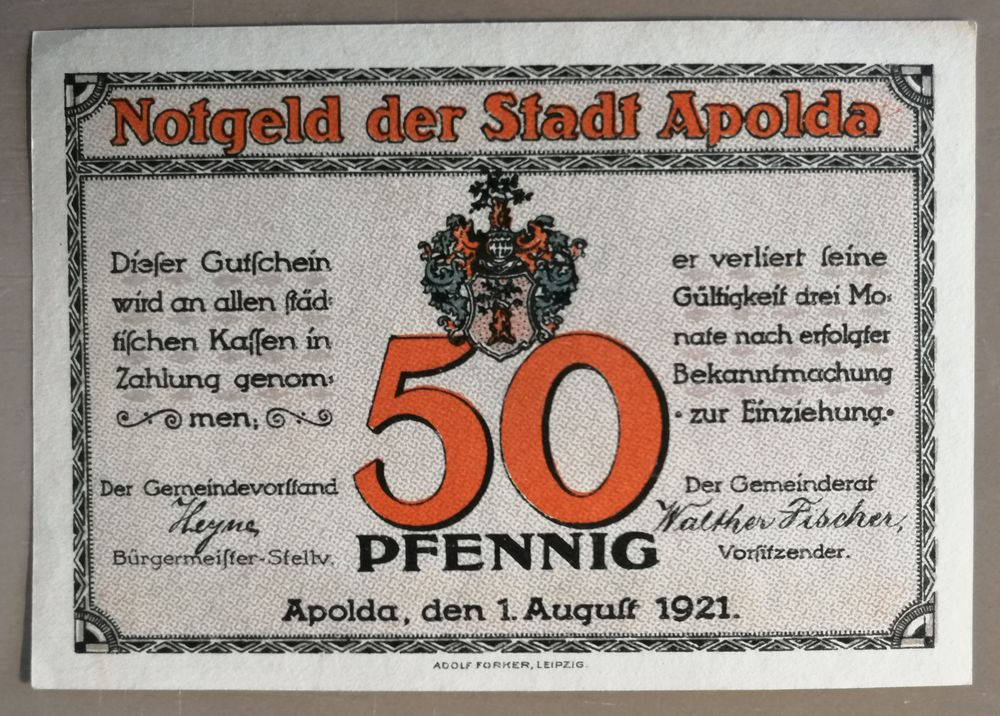 Notgeld der Stadt Apolda
Dieſer Gutſchein
wird an allen ſtäd⸗
tiſchen Kaſſen in
Zahlung genom⸗
men;
er verliert ſeine
Gültigkeit drei Mo⸗
nate nach erfolgter
Bekanntmachung
· zur Einziehung. ·
50
PFENNIG
Der Gemeindevorſtand
Heyne
Bürgermeiſter-Stellv.
Der Gemeinderat
Walther Fischer,
Vorſitzender.
Apolda, den 1. Auguſt 1921.
ADOLF FORKER, LEIPZIG.